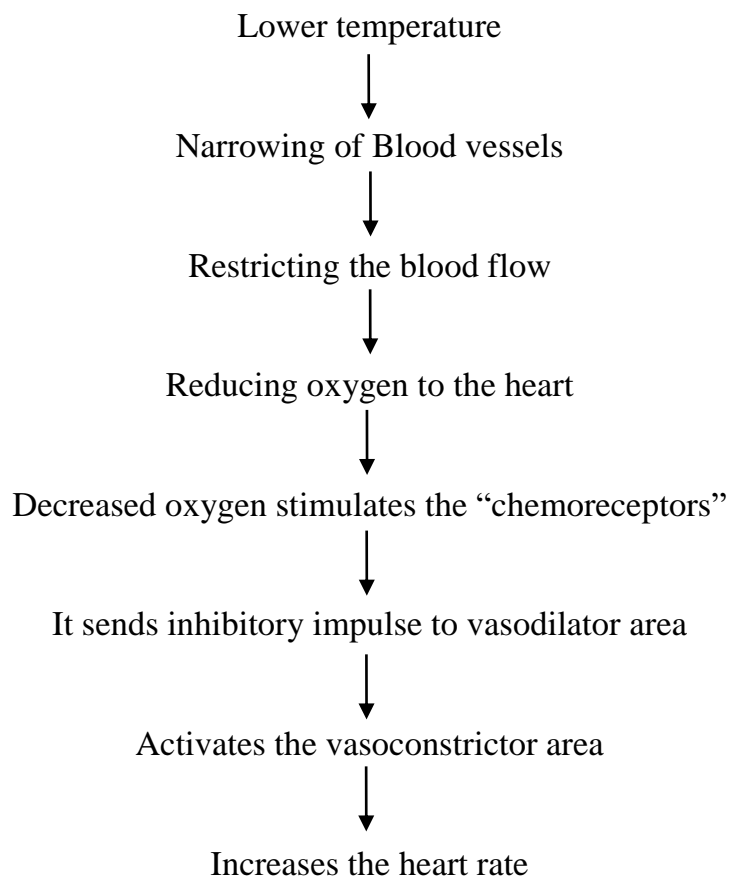 Lower temperature
Narrowing of Blood vessels
Restricting the blood flow
Reducing oxygen to the heart
Decreased oxygen stimulates the “chemoreceptors”
It sends inhibitory impulse to vasodilator area
Activates the vasoconstrictor area
Increases the heart rate